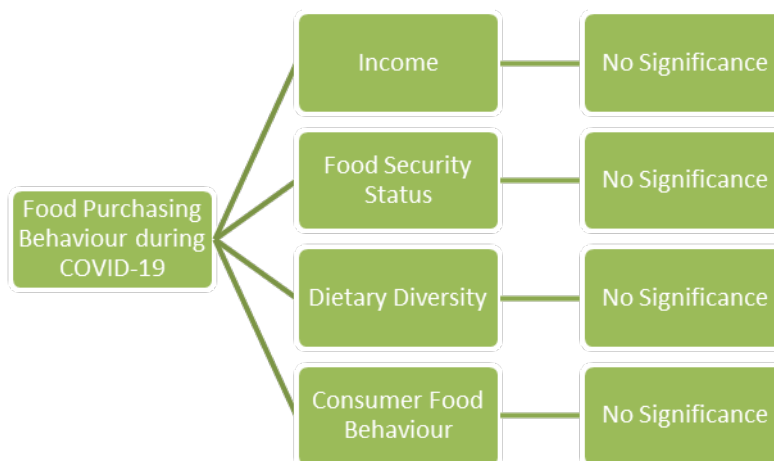 Income
No Significance
Food Security
Status
No Significance
Food Purchasing
Behaviour during
COVID-19
Dietary Diversity
No Significance
Consumer Food
Behaviour
No Significance